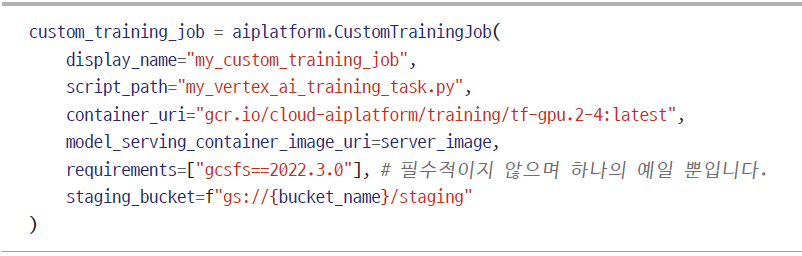 custom_training_job = aiplatform.CustomTrainingJob(
    display_name="my_custom_training_job",
    script_path="my_vertex_ai_training_task.py",
    container_uri="gcr.io/cloud-aiplatform/training/tf-gpu.2-4:latest",
    model_serving_container_image_uri=server_image,
    requirements=["gcsfs==2022.3.0"], # 필수적이지 않으며 하나의 예일 뿐입니다.
    staging_bucket=f"gs://{bucket_name}/staging"
)